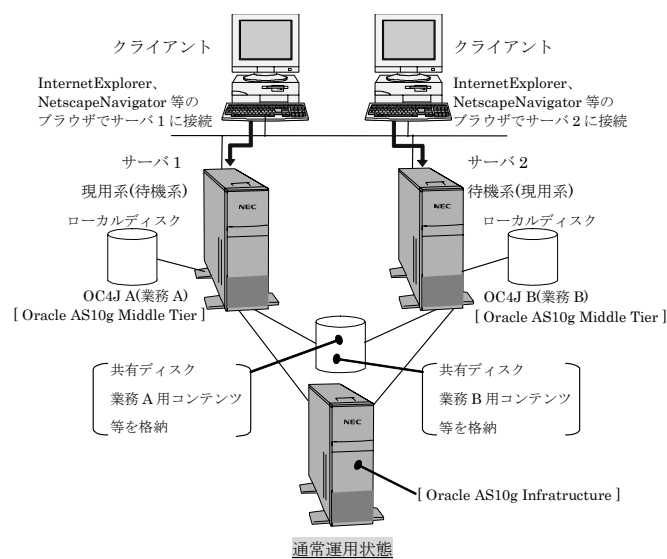 クライアント
クライアント
InternetExplorer、
NetscapeNavigator 等の
ブラウザでサーバ 1 に接続
InternetExplorer、
NetscapeNavigator 等の
ブラウザでサーバ 2 に接続
サーバ 1
現用系(待機系)
ローカルディスク
サーバ 2
待機系(現用系)
ローカルディスク
NEC
NEC
OC4J A(業務 A)
[ Oracle AS10g Middle Tier ]
OC4J B(業務 B)
[ Oracle AS10g Middle Tier ]
共有ディスク
業務 A 用コンテンツ
等を格納
共有ディスク
業務 B 用コンテンツ
等を格納
NEC
[ Oracle AS10g Infratructure ]
通常運用状態